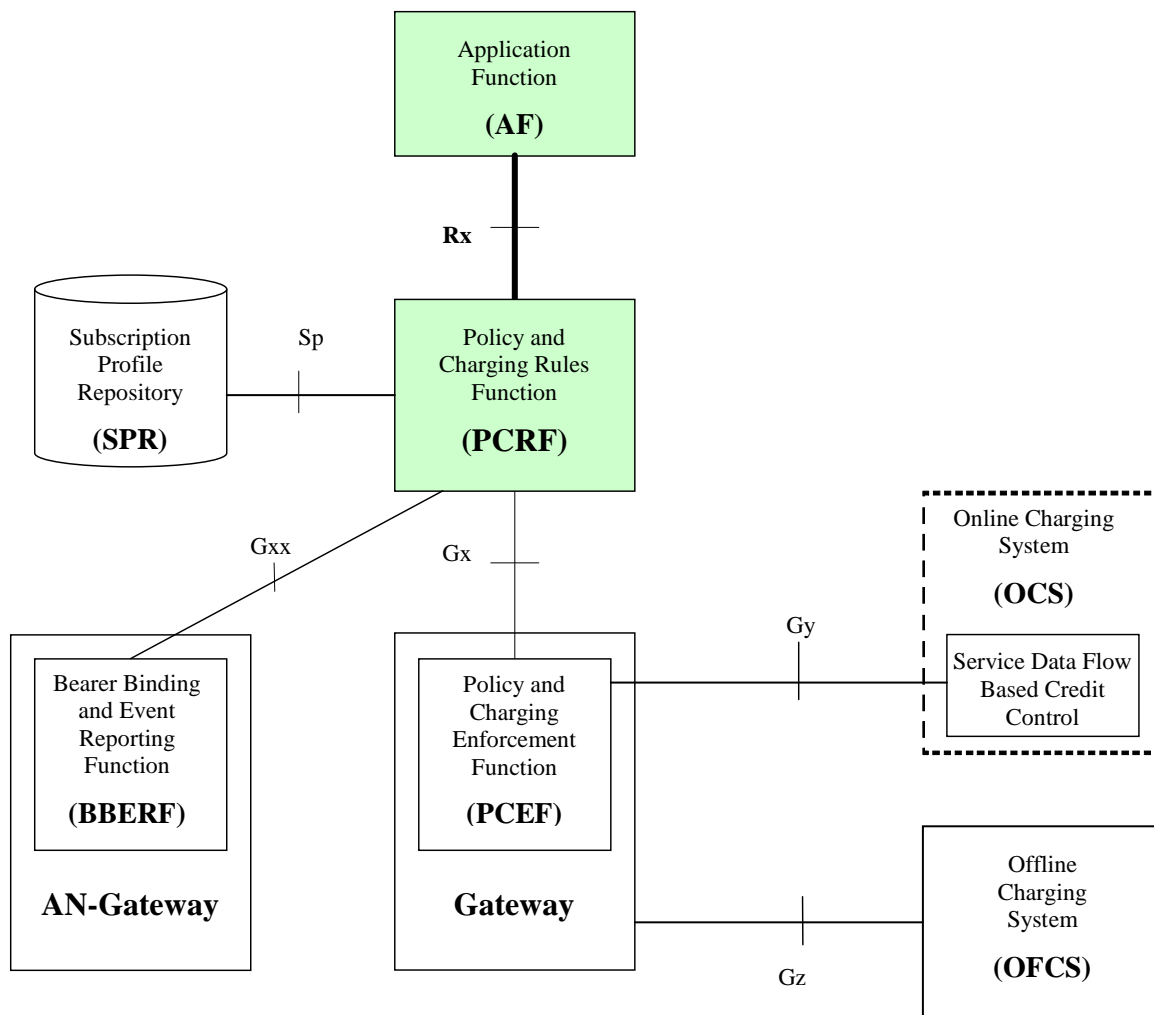 Application
Function
(AF)
Rx
Subscription
Profile
Repository
(SPR)
Sp
Policy and
Charging Rules
Function
(PCRF)
Gxx
Gx
Online Charging
System
(OCS)
Service Data Flow
Based Credit
Control
Gy
Bearer Binding
and Event
Reporting
Function
(BBERF)
AN-Gateway
Policy and
Charging
Enforcement
Function
(PCEF)
Gateway
Gz
Offline
Charging
System
(OFCS)